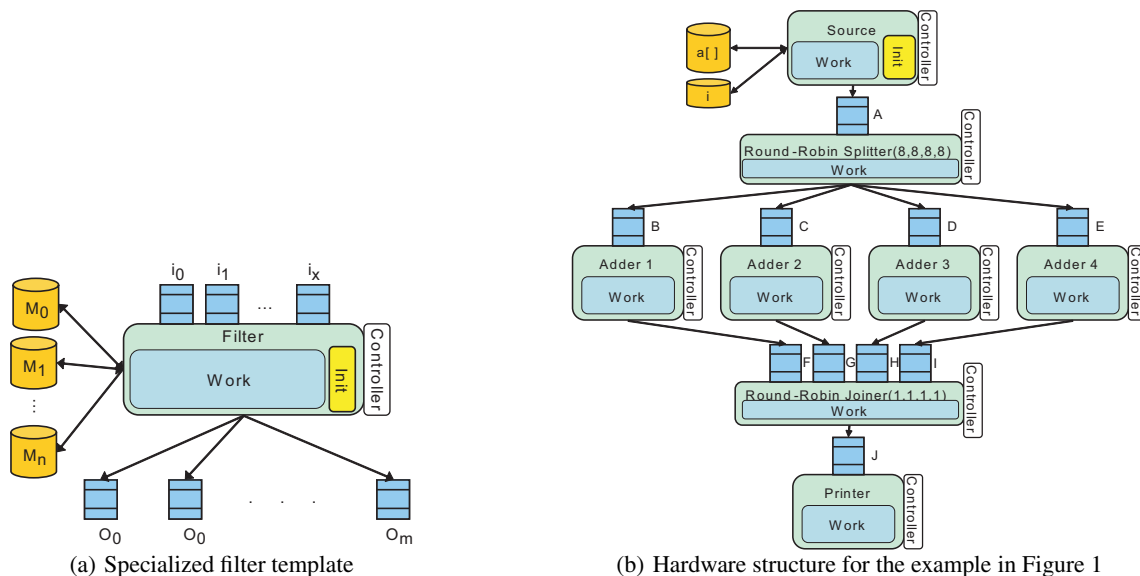 i0 i1 ... ix
M0
M1
⋮
Mn
Filter
Work
Init
Controller
O0 O0 . . . Om
(a) Specialized filter template
a[ ]
i
Source
Work
Init
Controller
A
Round-Robin Splitter(8,8,8,8)
Work
Controller
B C D E
Adder 1
Work
Controller
Adder 2
Work
Controller
Adder 3
Work
Controller
Adder 4
Work
Controller
F G H I
Round-Robin Joiner(1,1,1,1)
Work
Controller
J
Printer
Work
Controller
(b) Hardware structure for the example in Figure 1